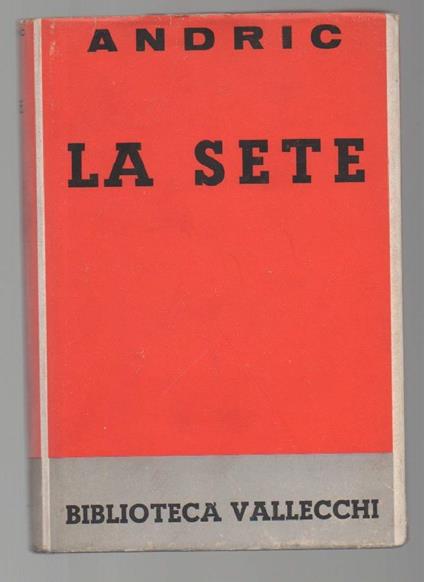 ANDRIC
LA SETE
BIBLIOTECA VALLECCHI